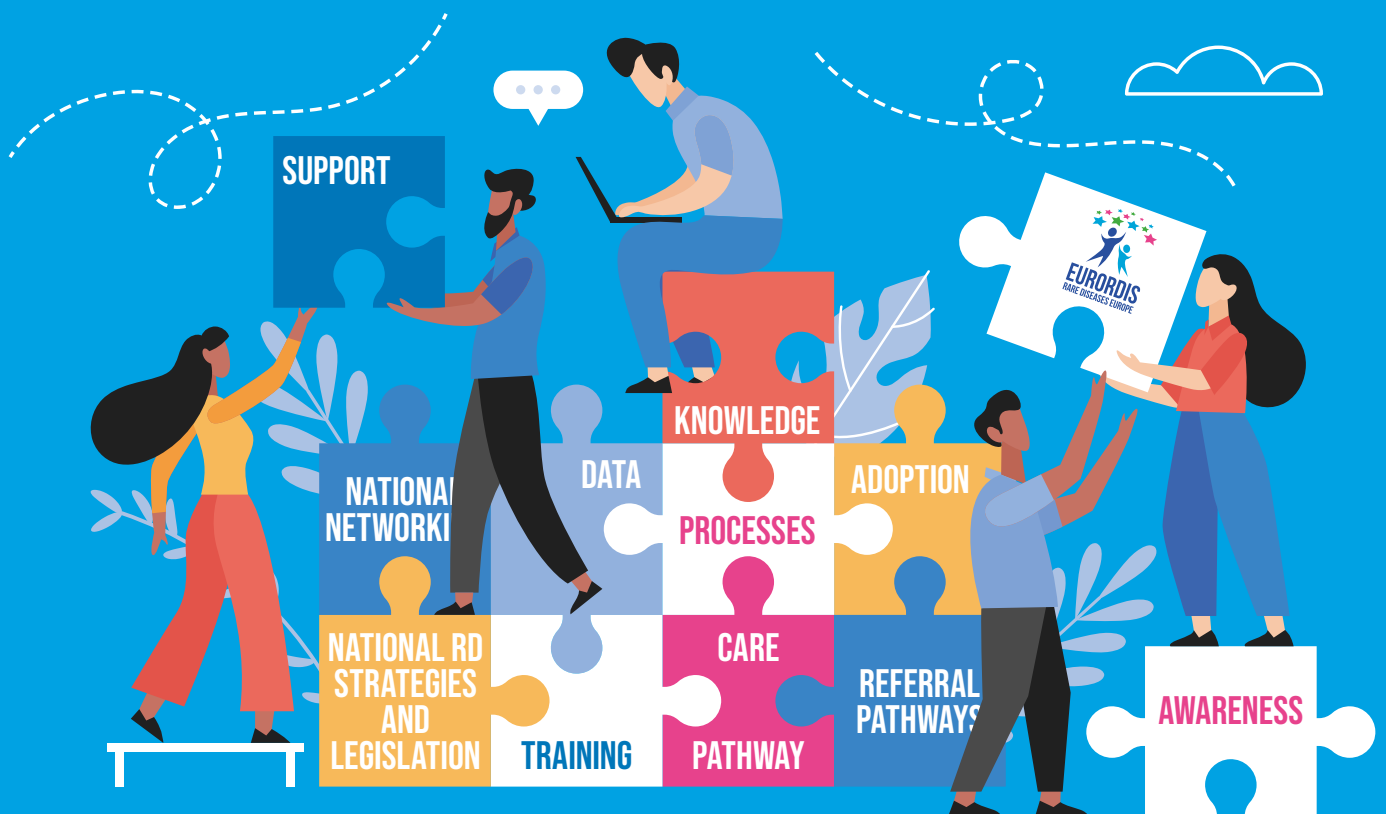 SUPPORT
EURORDIS
RARE DISEASES EUROPE
KNOWLEDGE
NATIONAL
NETWORKI
DATA
PROCESSES
ADOPTION
NATIONAL RD
STRATEGIES
AND
LEGISLATION
TRAINING
CARE
PATHWAY
REFERRAL
PATHWAYS
AWARENESS